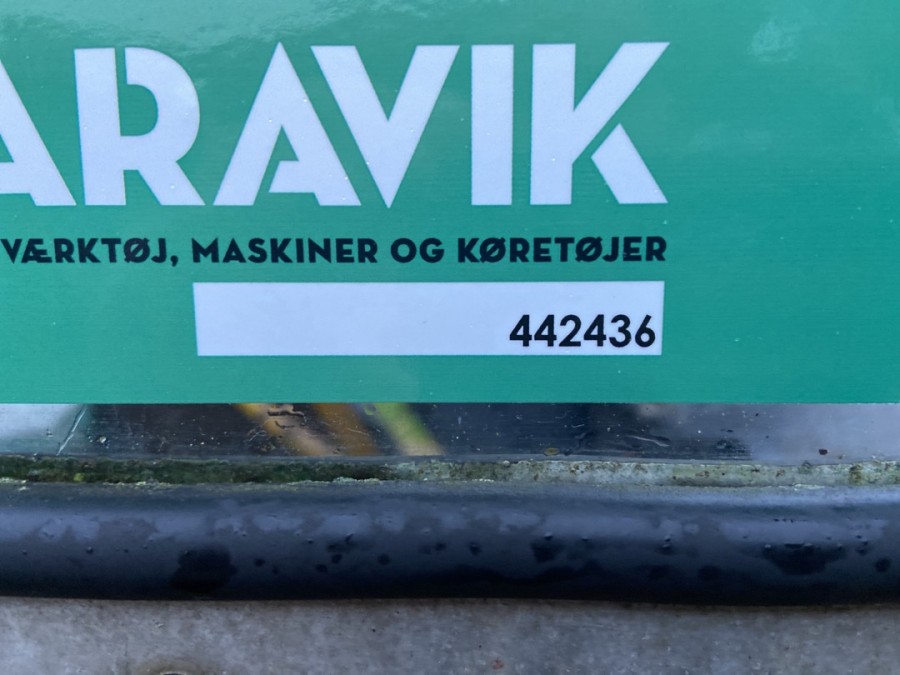 ARAVIK
VÆRKTØJ, MASKINER OG KØRETØJER
442436